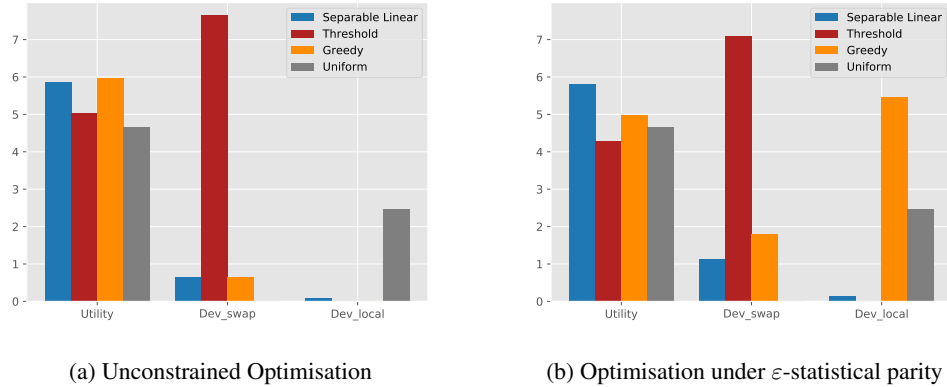 Separable Linear
Threshold
Greedy
Uniform
7
6
5
4
3
2
1
0
Utility
Dev_swap
Dev_local
(a) Unconstrained Optimisation
Separable Linear
Threshold
Greedy
Uniform
7
6
5
4
3
2
1
0
Utility
Dev_swap
Dev_local
(b) Optimisation under ε-statistical parity